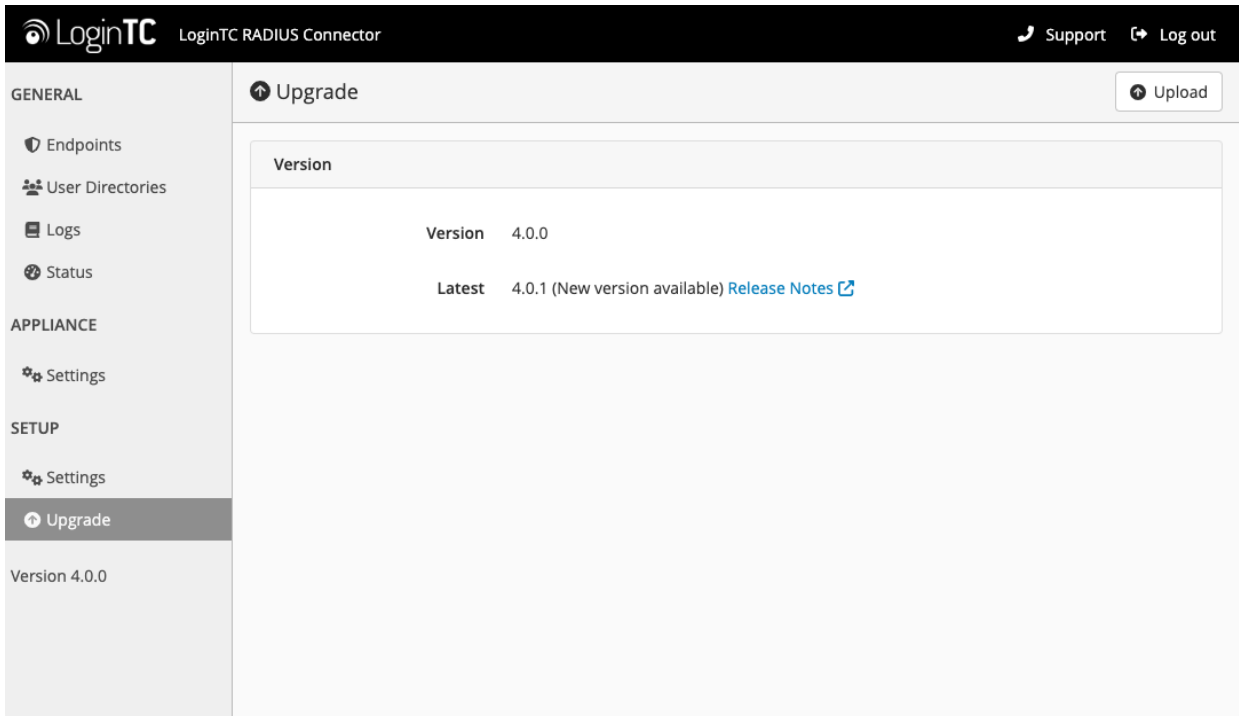 LoginTC LoginTC RADIUS Connector Support Log out
GENERAL
Endpoints
User Directories
Logs
Status
APPLIANCE
Settings
SETUP
Settings
Upgrade
Version 4.0.0
Upgrade Upload
Version
Version 4.0.0
Latest 4.0.1 (New version available) Release Notes